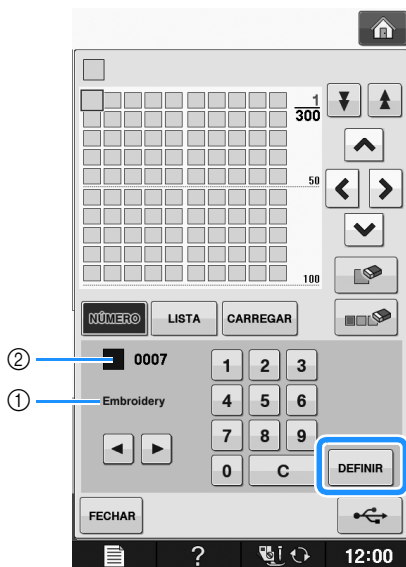 1
300
50
100
NÚMERO LISTA CARREGAR
② 0007
1 2 3
① Embroidery
4 5 6
7 8 9
0 C
DEFINIR
FECHAR
? 12:00